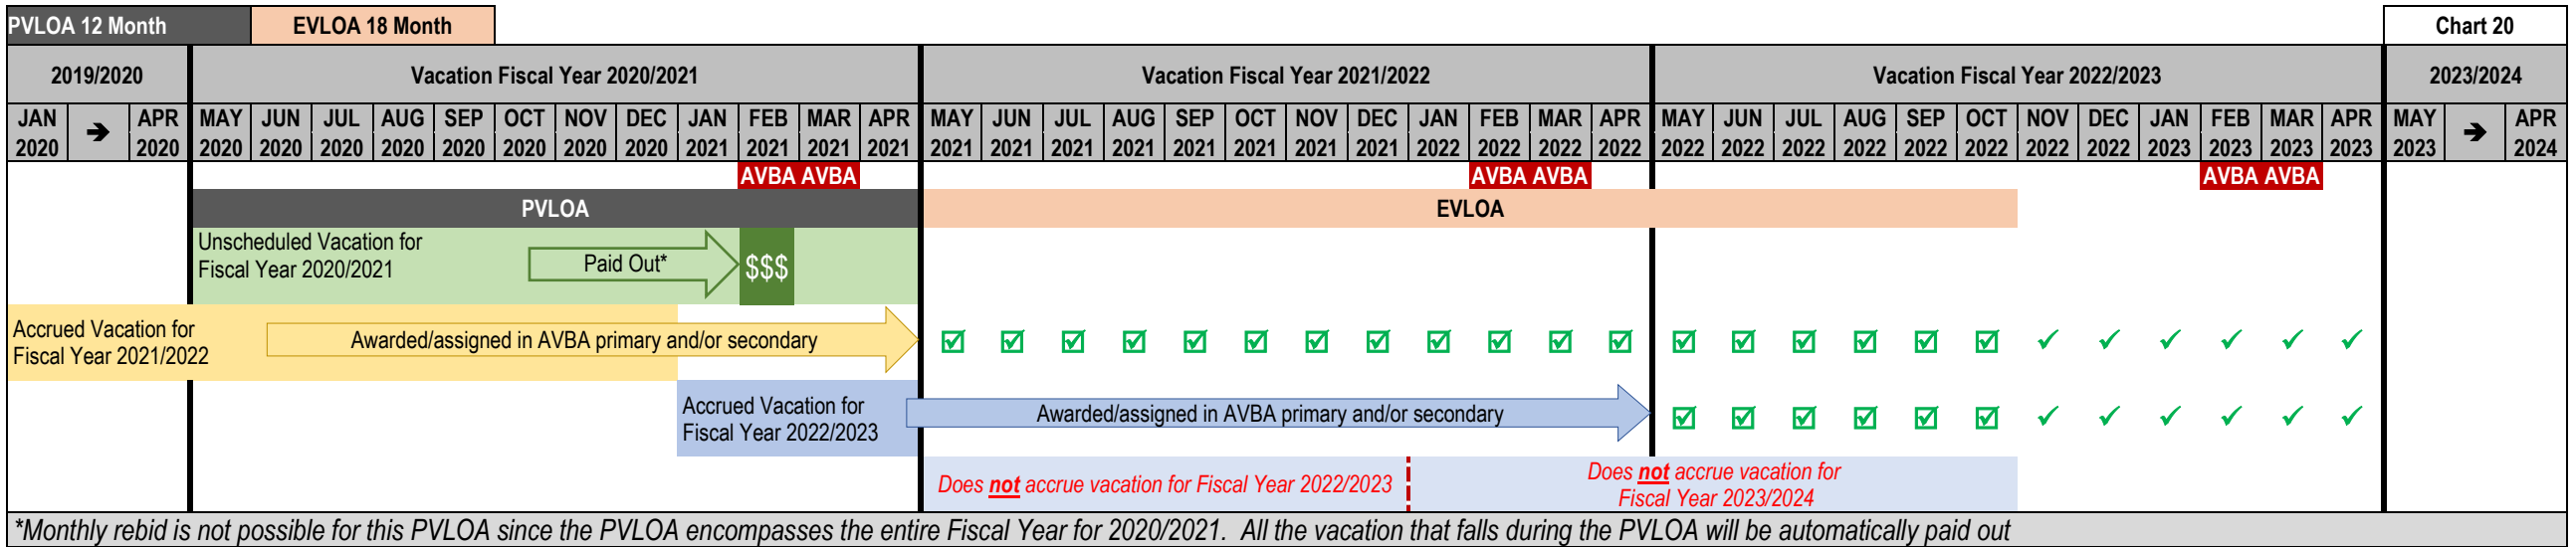 PVLOA 12 Month EVLOA 18 Month Chart 20
2019/2020 Vacation Fiscal Year 2020/2021 Vacation Fiscal Year 2021/2022 Vacation Fiscal Year 2022/2023 2023/2024
JAN ➔ APR MAY JUN JUL AUG SEP OCT NOV DEC JAN FEB MAR APR MAY JUN JUL AUG SEP OCT NOV DEC JAN FEB MAR APR MAY JUN JUL AUG SEP OCT NOV DEC JAN FEB MAR APR MAY ➔ APR
2020 2020 2020 2020 2020 2020 2020 2020 2020 2020 2021 2021 2021 2021 2021 2021 2021 2021 2021 2021 2021 2021 2022 2022 2022 2022 2022 2022 2022 2022 2022 2022 2022 2022 2023 2023 2023 2023 2023 2024
AVBA AVBA AVBA AVBA AVBA AVBA
PVLOA EVLOA
Unscheduled Vacation for
Fiscal Year 2020/2021
Paid Out* $$$
Accrued Vacation for
Fiscal Year 2021/2022
Awarded/assigned in AVBA primary and/or secondary
Accrued Vacation for
Fiscal Year 2022/2023
Awarded/assigned in AVBA primary and/or secondary
Does not accrue vacation for Fiscal Year 2022/2023
Does not accrue vacation for
Fiscal Year 2023/2024
*Monthly rebid is not possible for this PVLOA since the PVLOA encompasses the entire Fiscal Year for 2020/2021. All the vacation that falls during the PVLOA will be automatically paid out